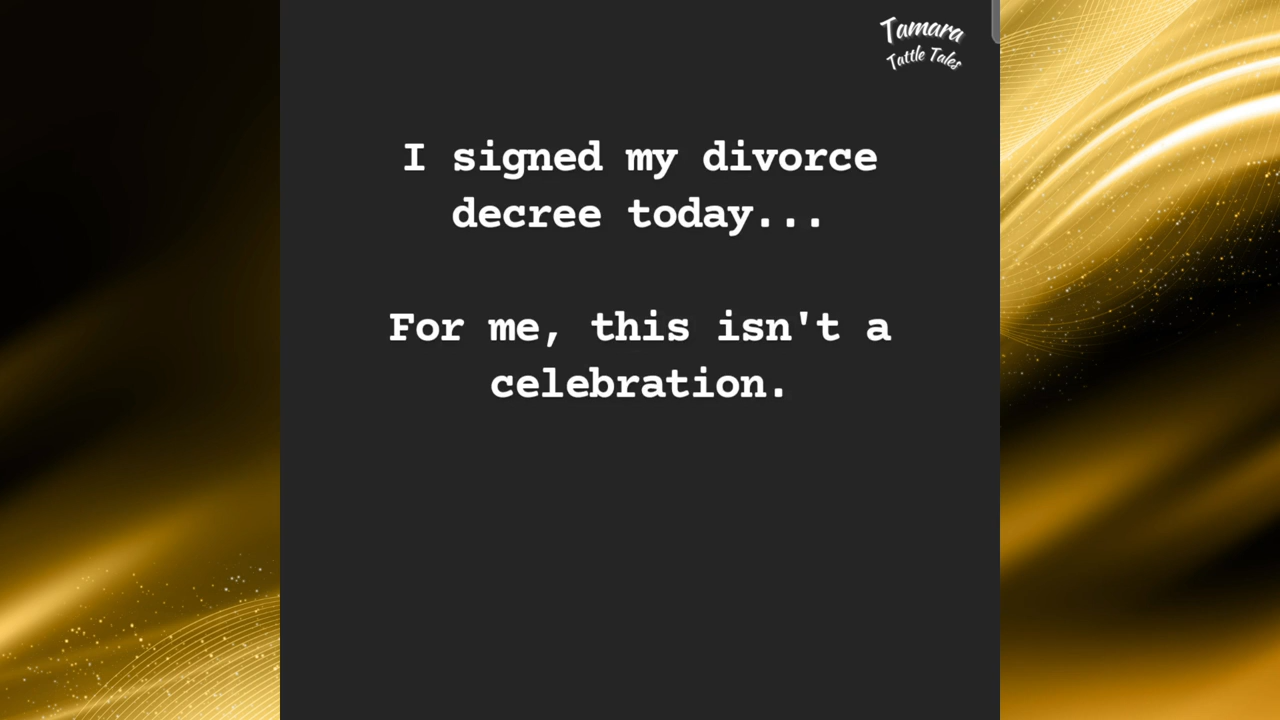 Tamara
Tattle Tales
I signed my divorce
decree today...
For me, this isn't a
celebration.